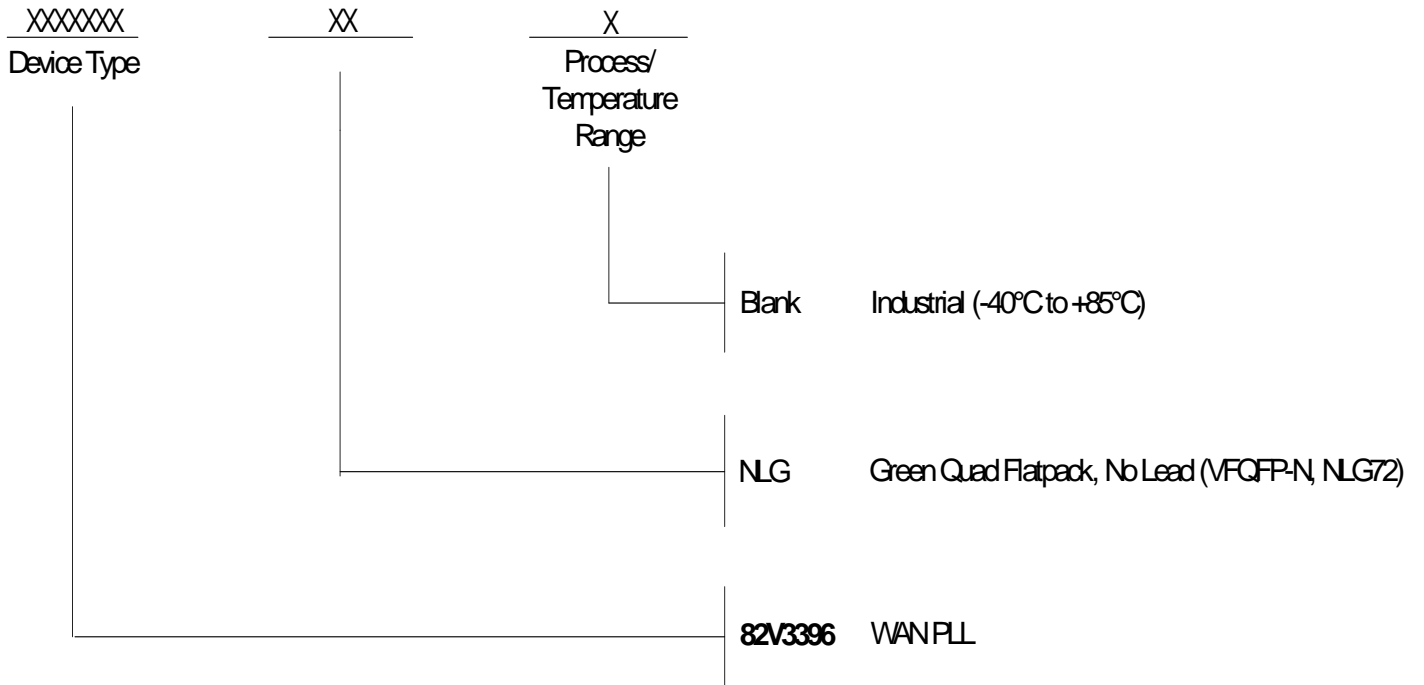 XXXXXXX XX X
Device Type
Process/
Temperature
Range
Blank Industrial (-40°C to +85°C)
NLG Green Quad Flatpack, No Lead (VFQFP-N, NLG72)
82V3396 WAN PLL